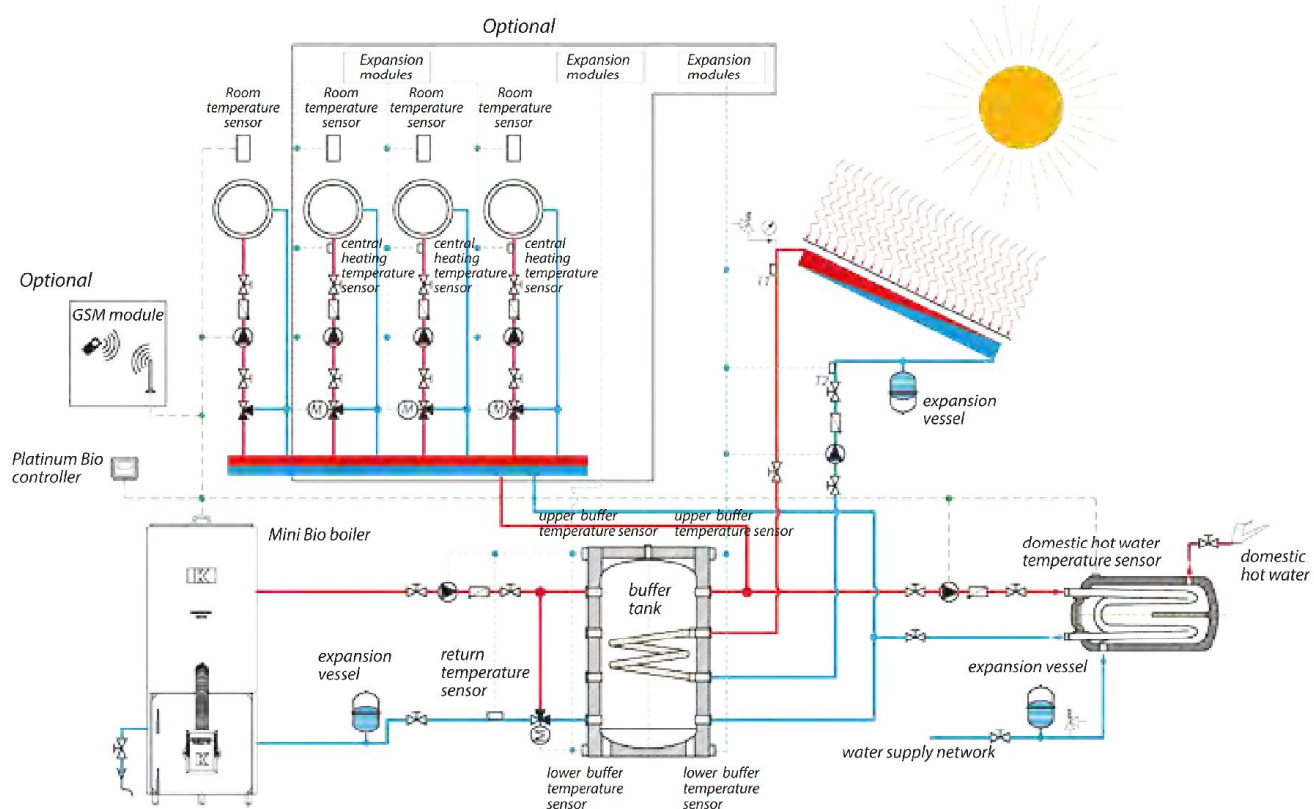 Optional
Optional
Expansion
modules
Expansion
modules
Expansion
modules
Room
temperature
sensor
Room
temperature
sensor
Room
temperature
sensor
Room
temperature
sensor
central
heating
temperature
sensor
central
heating
temperature
sensor
central
heating
temperature
sensor
Optional
GSM module
T1
T2
M
M
M
expansion
vessel
Platinum Bio
controller
Mini Bio boiler
upper buffer
temperature sensor
upper buffer
temperature sensor
domestic hot water
temperature sensor
domestic
hot water
K
buffer
tank
expansion
vessel
return
temperature
sensor
expansion vessel
M
K
water supply network
lower buffer
temperature
sensor
lower buffer
temperature
sensor